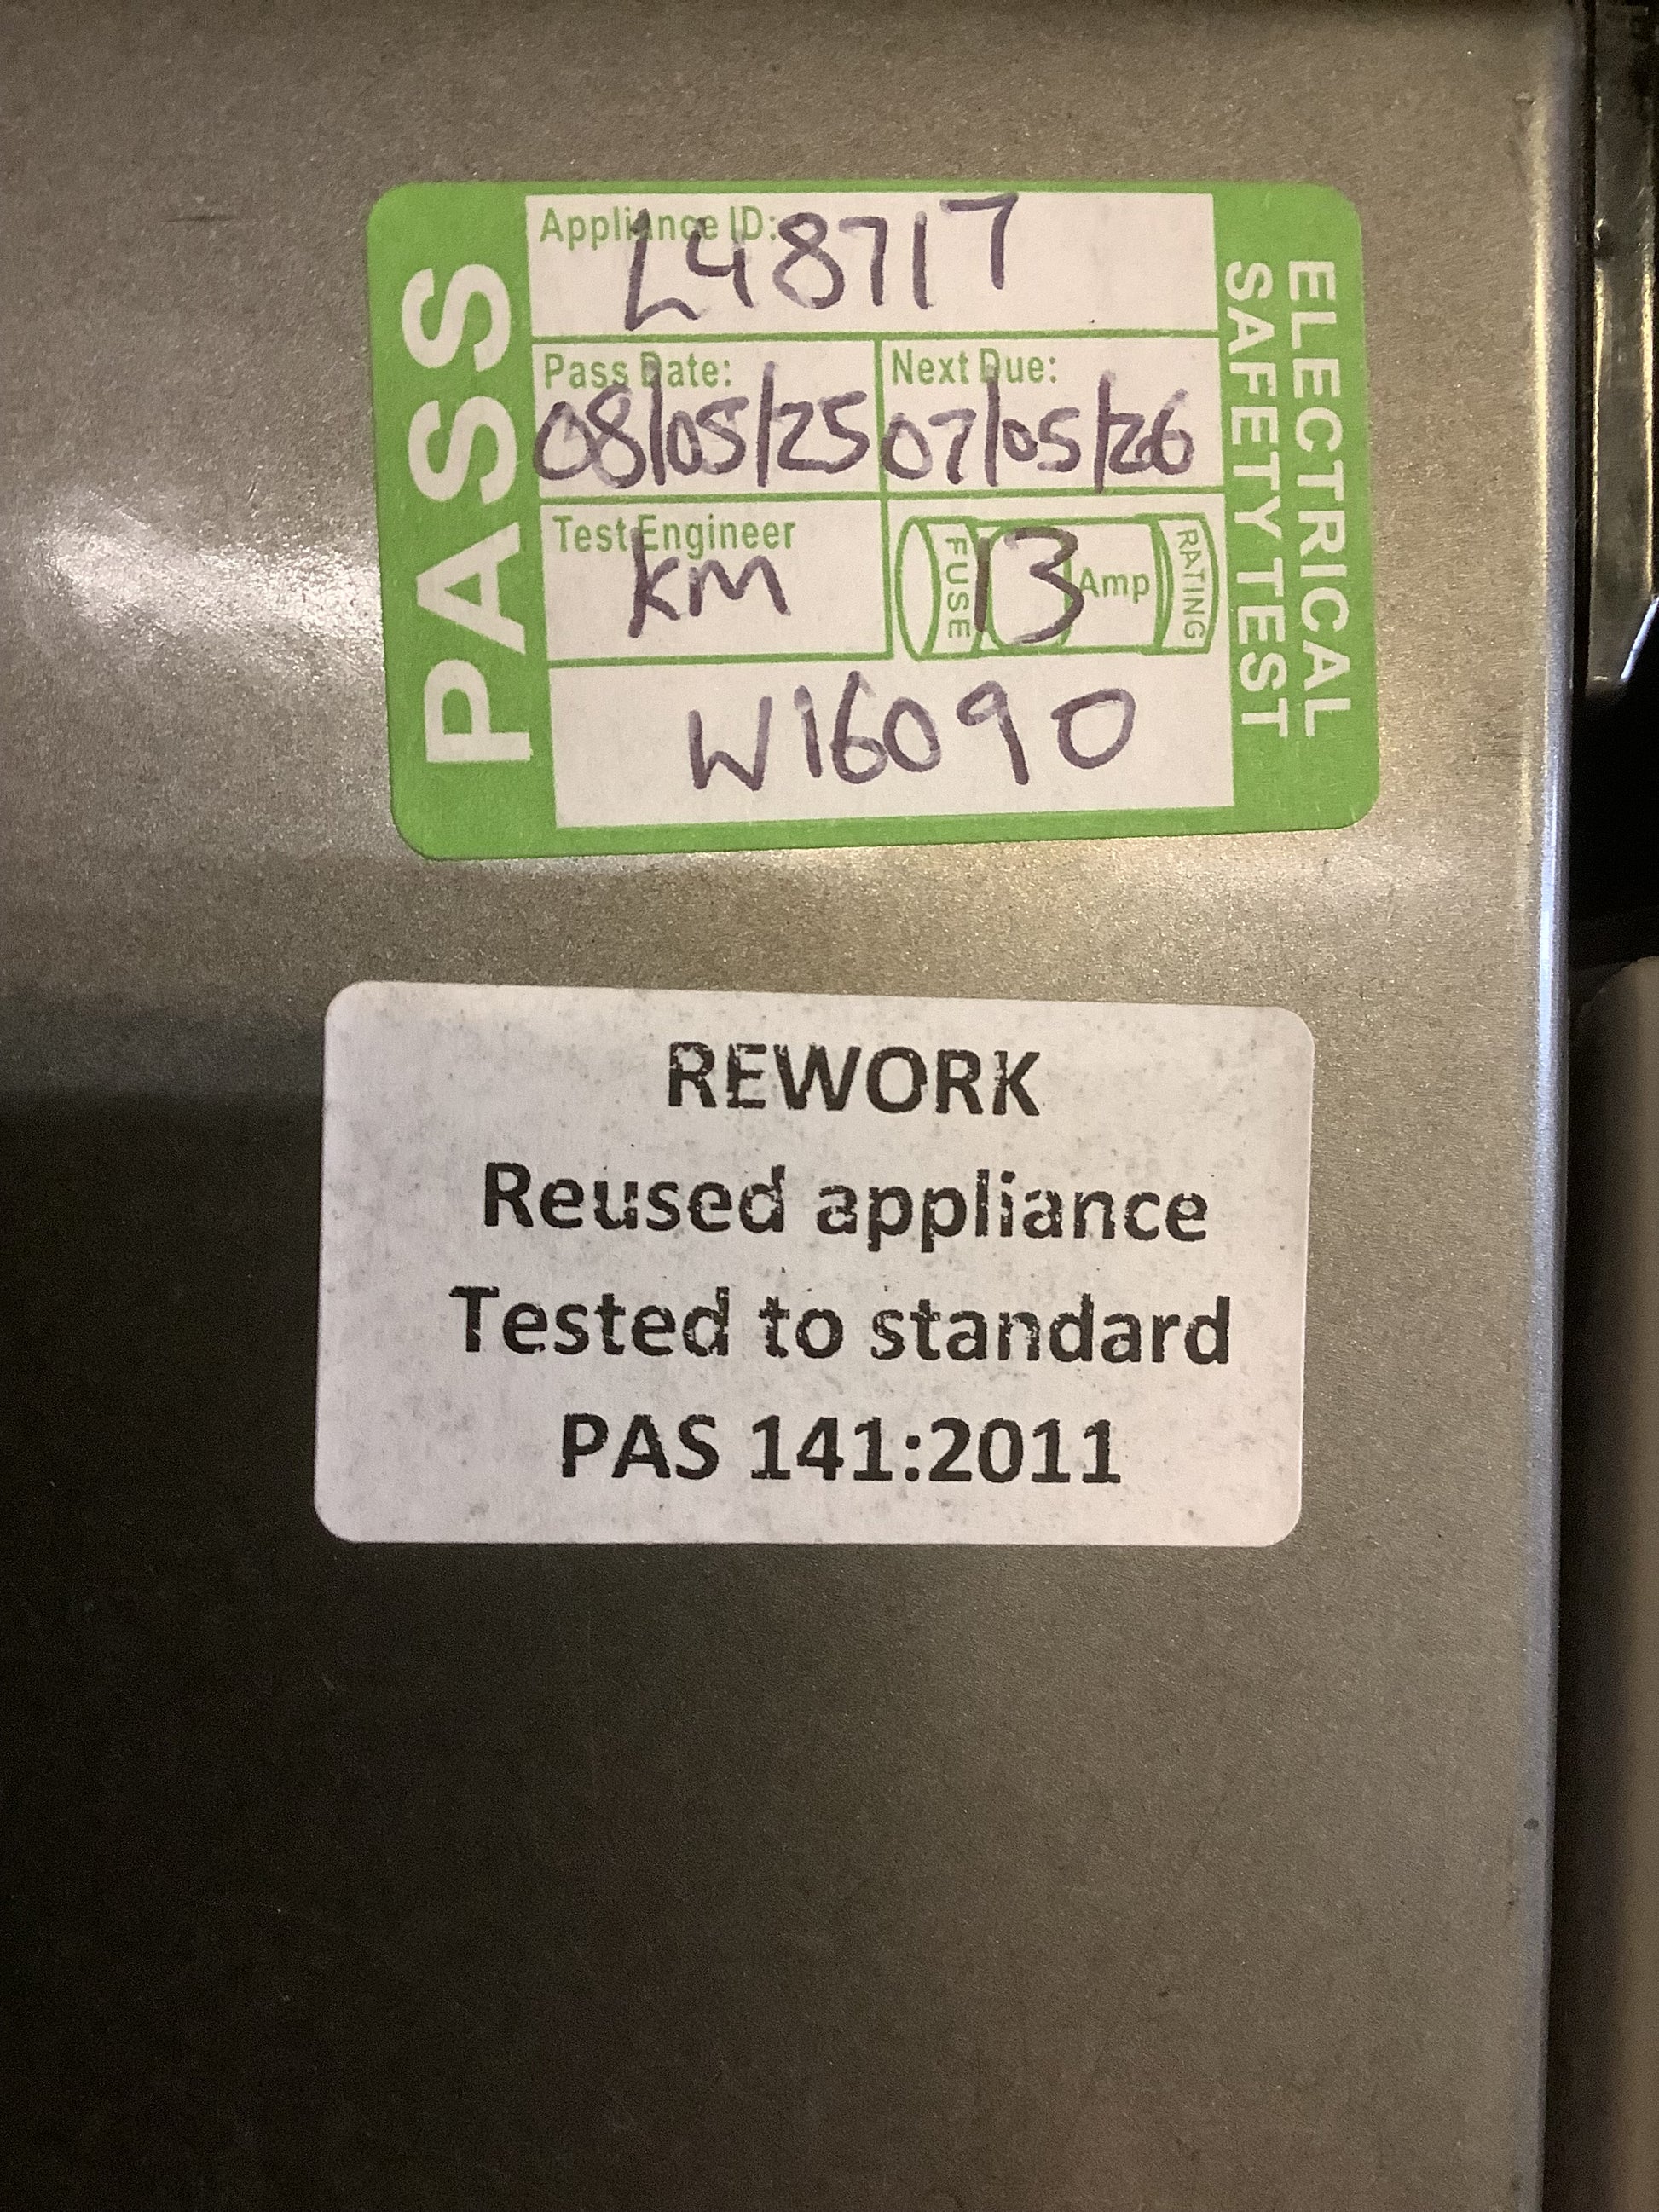 PASS
Appliance ID:
L48717
Pass Date:
08/05/25
Next Due:
07/05/26
Test Engineer
KM
FUSE
13
Amp
RATING
W16090
ELECTRICAL
SAFETY TEST
REWORK
Reused appliance
Tested to standard
PAS 141:2011